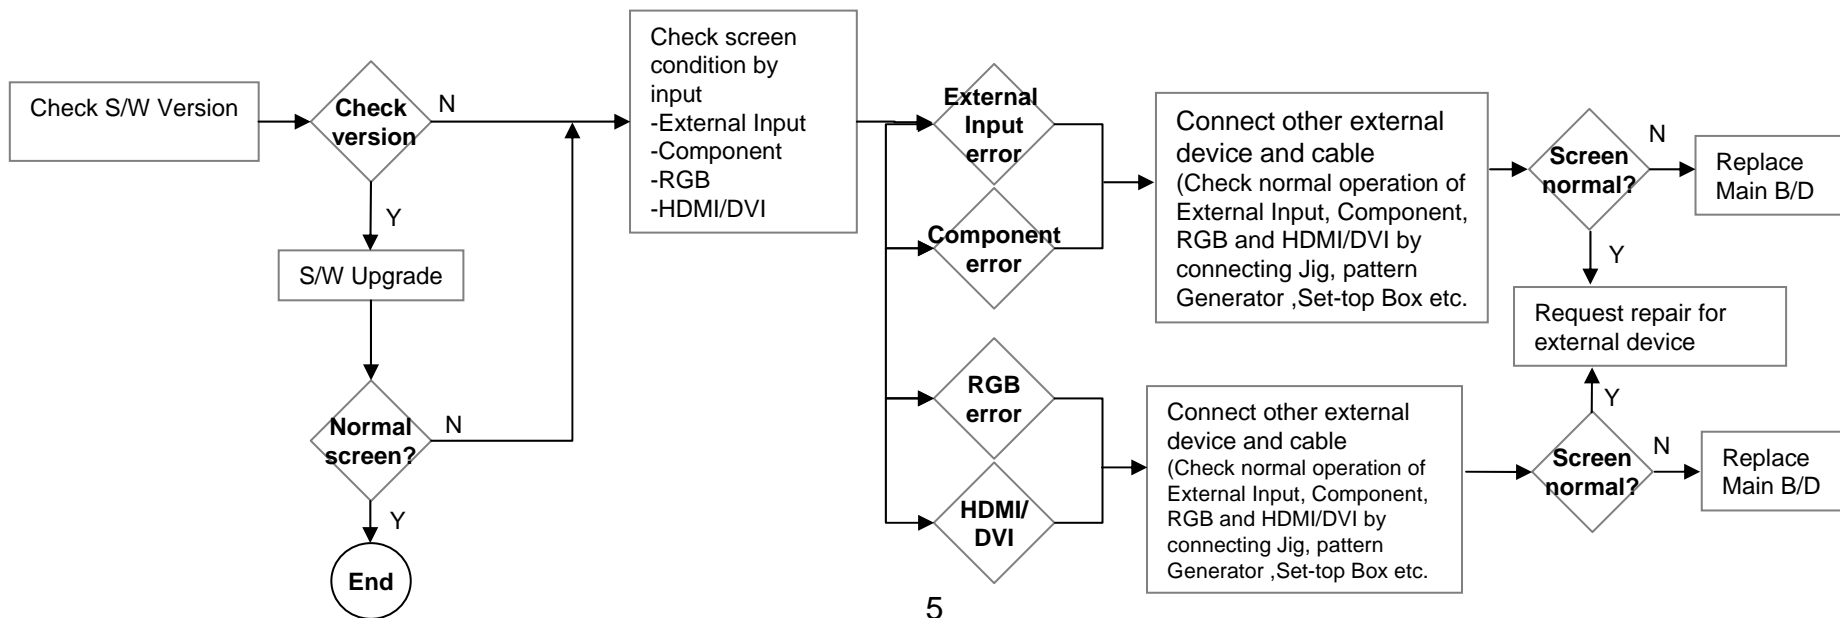 Check S/W Version
Check
version
N
Y
S/W Upgrade
Normal
screen?
N
Y
End
Check screen
condition by
input
-External Input
-Component
-RGB
-HDMI/DVI
External
Input
error
Component
error
RGB
error
HDMI/
DVI
Connect other external
device and cable
(Check normal operation of
External Input, Component,
RGB and HDMI/DVI by
connecting Jig, pattern
Generator ,Set-top Box etc.
Connect other external
device and cable
(Check normal operation of
External Input, Component,
RGB and HDMI/DVI by
connecting Jig, pattern
Generator ,Set-top Box etc.
Screen
normal?
N
Replace
Main B/D
Y
Request repair for
external device
Y
Screen
normal?
N
Replace
Main B/D
5